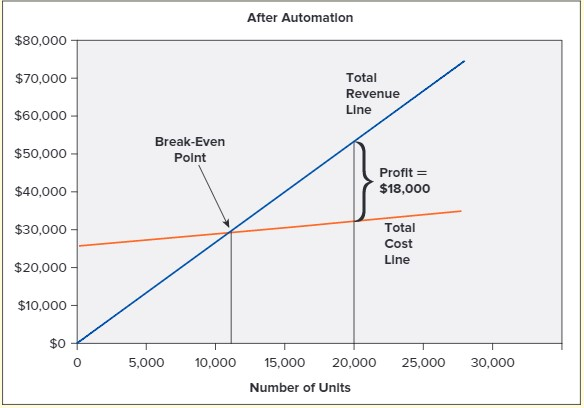 After Automation
$80,000
$70,000
$60,000
$50,000
$40,000
$30,000
$20,000
$10,000
$0
Total
Revenue
Line
Break-Even
Point
Profit =
$18,000
Total
Cost
Line
0
5,000
10,000
15,000
20,000
25,000
30,000
Number of Units